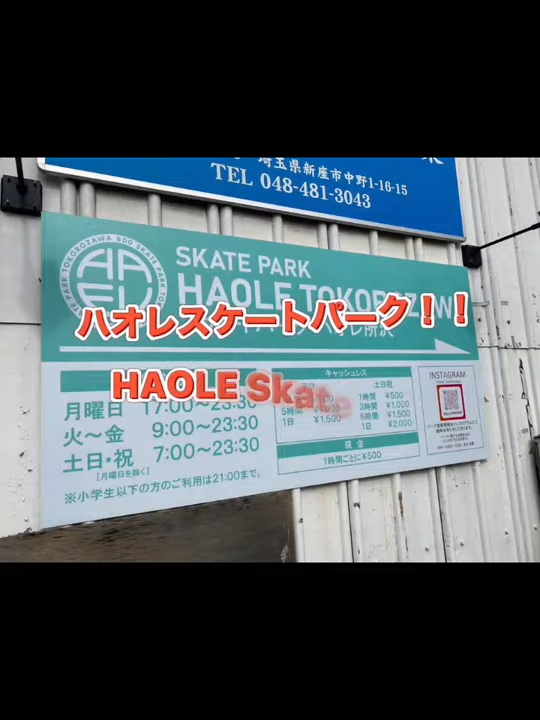 埼玉県新座市中野1-16-15
TEL 048-481-3043
SKATE PARK
HAOLE TOKOROZAWA
ハオレスケートパーク！！
HAOLE Skate
月曜日 17:00〜23:30
火〜金 9:00〜23:30
土日・祝 7:00〜23:30
[月曜日を除く]
※小学生以下の方のご利用は21:00まで。
キャッシュレス
土日祝
1時間 ¥500
3時間 ¥1,000
5時間
6時間 ¥1,500
1日 ¥1,500
1日 ¥2,000
現金
1時間ごとに¥500
INSTAGRAM